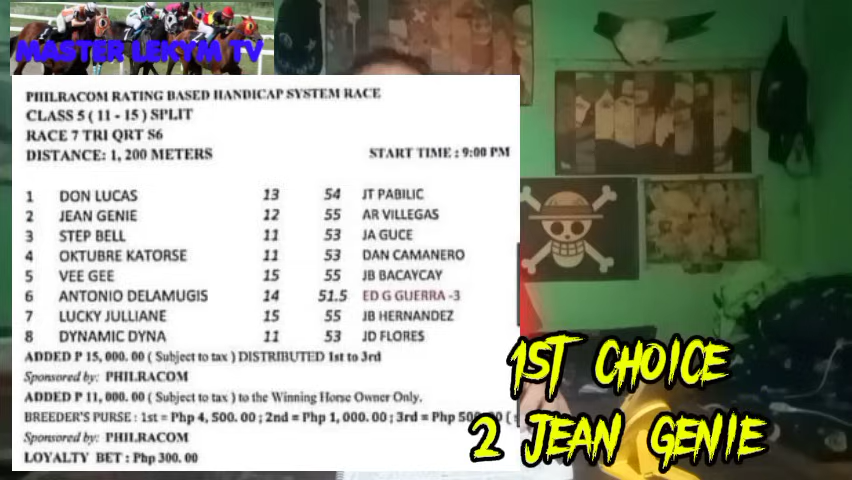 MASTER LEKYM TV
PHILRACOM RATING BASED HANDICAP SYSTEM RACE
CLASS 5 ( 11 - 15 ) SPLIT
RACE 7 TRI QRT S6
DISTANCE: 1, 200 METERS START TIME : 9:00 PM
1 DON LUCAS 13 54 JT PABILIC
2 JEAN GENIE 12 55 AR VILLEGAS
3 STEP BELL 11 53 JA GUCE
4 OKTUBRE KATORSE 11 53 DAN CAMANERO
5 VEE GEE 15 55 JB BACAYCAY
6 ANTONIO DELAMUGIS 14 51.5 ED G GUERRA -3
7 LUCKY JULLIANE 15 55 JB HERNANDEZ
8 DYNAMIC DYNA 11 53 JD FLORES
ADDED P 15, 000. 00 ( Subject to tax ) DISTRIBUTED 1st to 3rd
Sponsored by: PHILRACOM
ADDED P 11, 000. 00 ( Subject to tax ) to the Winning Horse Owner Only.
BREEDER'S PURSE : 1st = Php 4, 500. 00 ; 2nd = Php 1, 000. 00 ; 3rd = Php 500. 00 (
Sponsored by: PHILRACOM
LOYALTY BET : Php 300. 00
1ST CHOICE
2 JEAN GENIE